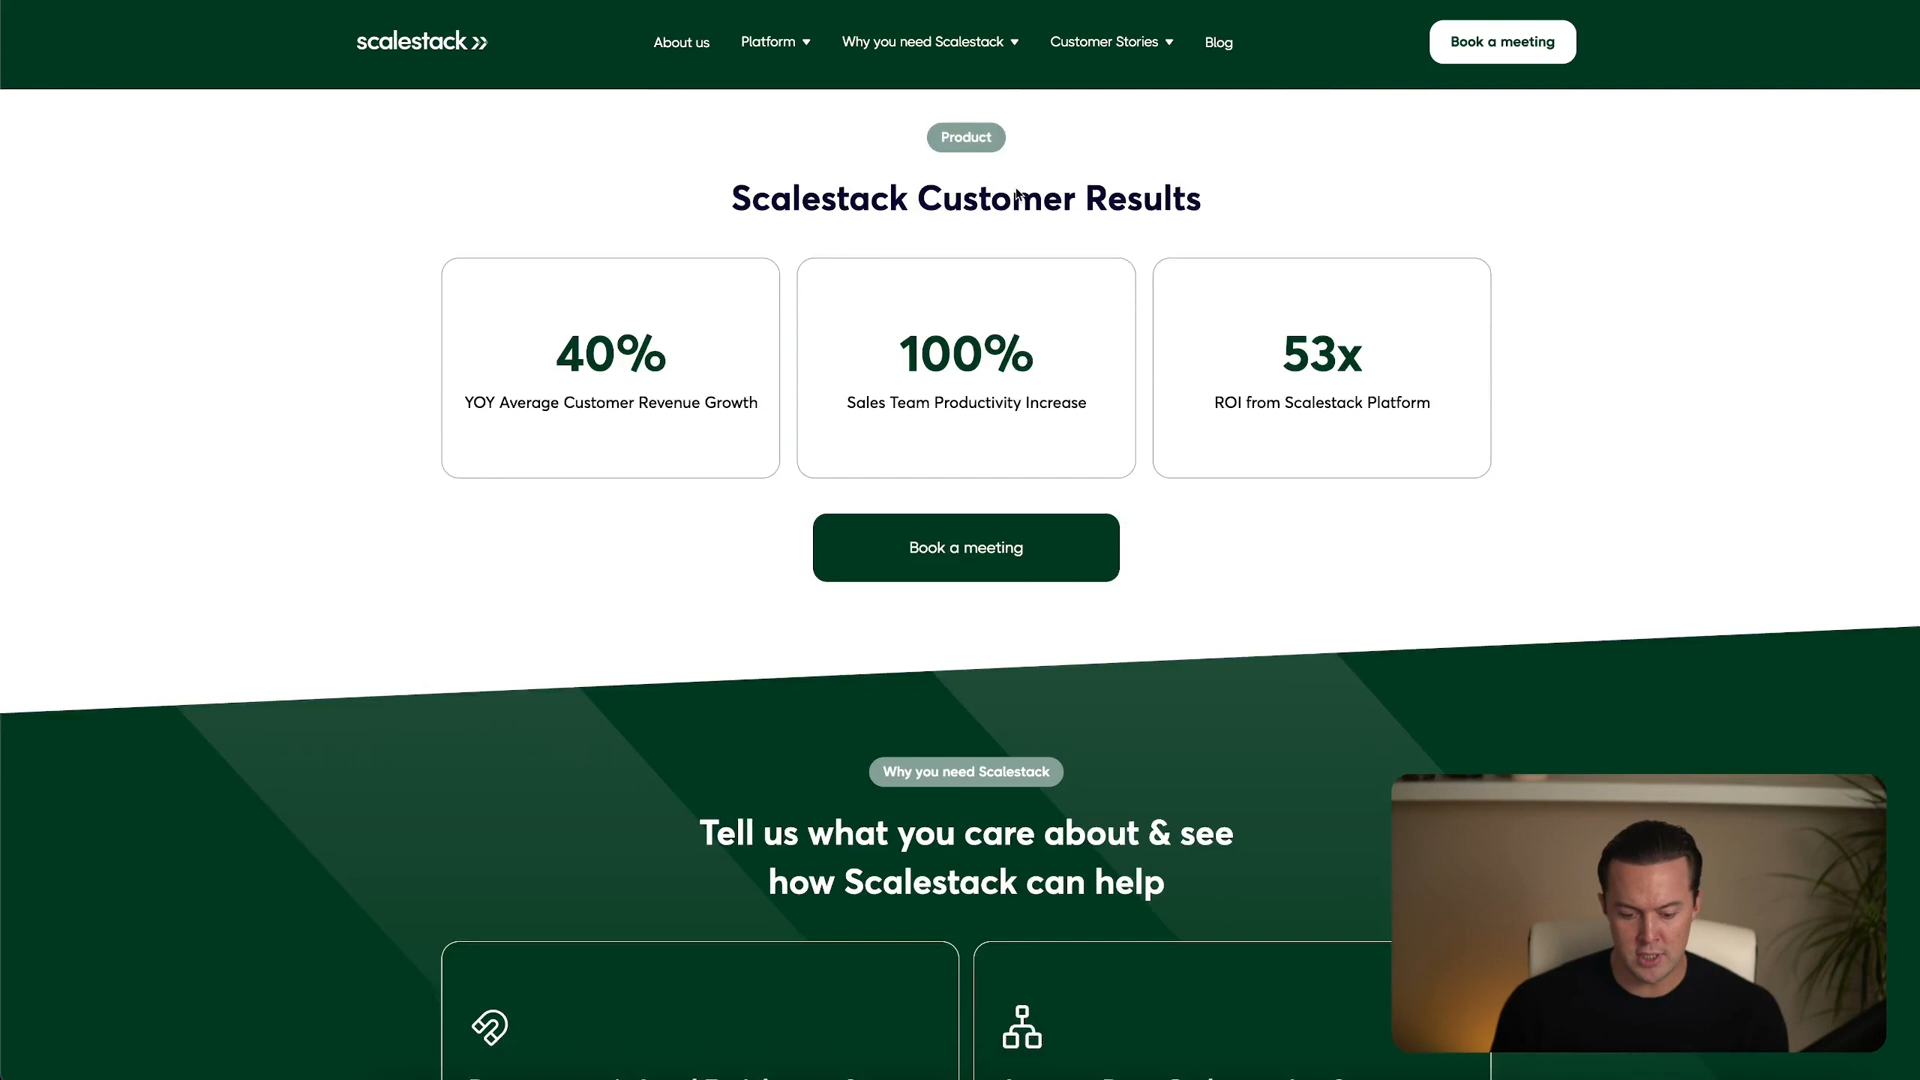 scalestack
About us
Platform
Why you need Scalestack
Customer Stories
Blog
Book a meeting
Product
Scalestack Customer Results
40%
YOY Average Customer Revenue Growth
100%
Sales Team Productivity Increase
53x
ROI from Scalestack Platform
Book a meeting
Why you need Scalestack
Tell us what you care about & see
how Scalestack can help